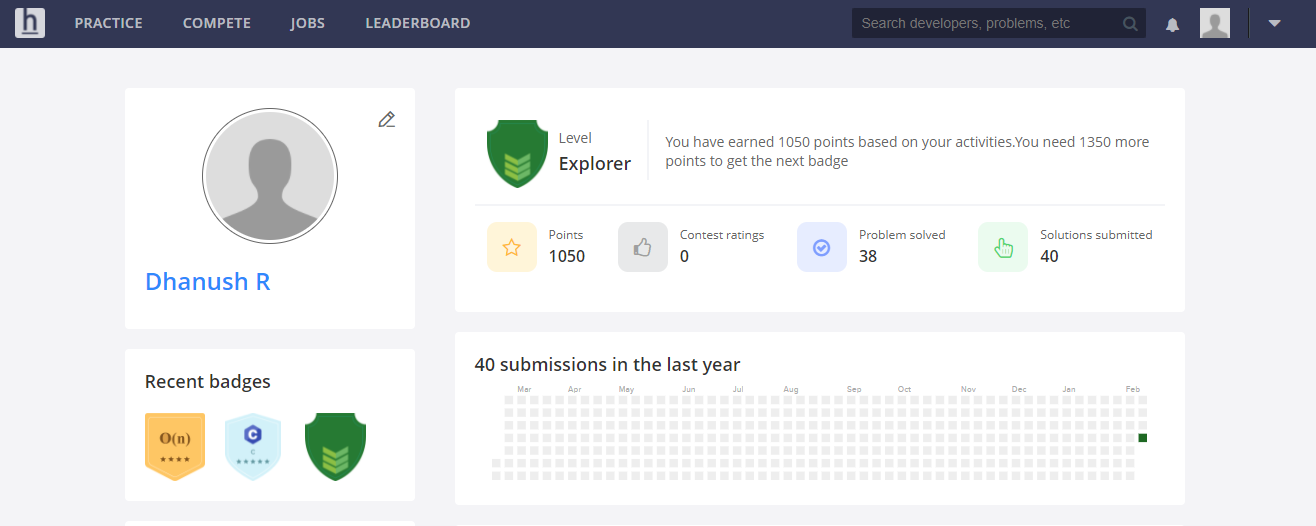 h PRACTICE COMPETE JOBS LEADERBOARD Search developers, problems, etc
Dhanush R
Recent badges
O(n)
C
C
Level
Explorer
You have earned 1050 points based on your activities.You need 1350 more
points to get the next badge
Points
1050
Contest ratings
0
Problem solved
38
Solutions submitted
40
40 submissions in the last year
Mar Apr May Jun Jul Aug Sep Oct Nov Dec Jan Feb